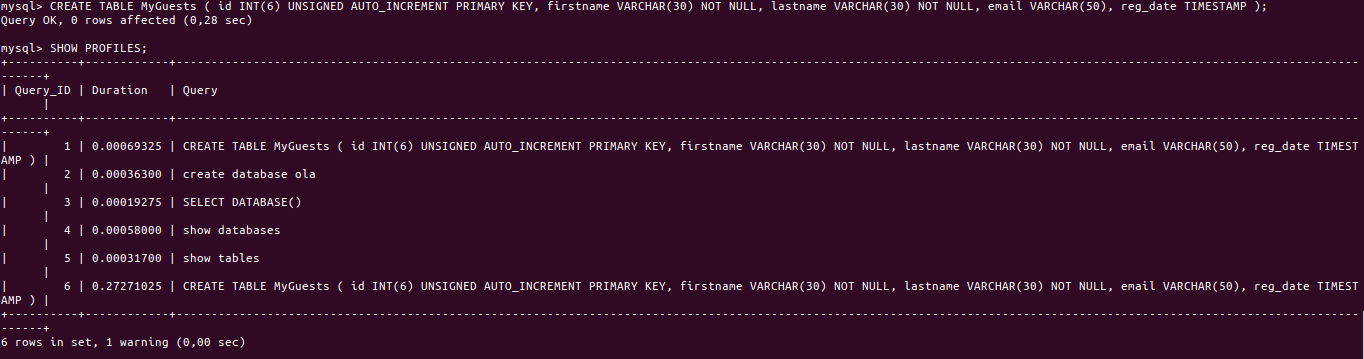 mysql> CREATE TABLE MyGuests ( id INT(6) UNSIGNED AUTO_INCREMENT PRIMARY KEY, firstname VARCHAR(30) NOT NULL, lastname VARCHAR(30) NOT NULL, email VARCHAR(50), reg_date TIMESTAMP );
Query OK, 0 rows affected (0,28 sec)

mysql> SHOW PROFILES;
+----------+------------+-------------------------------------------------------------------------------------------------------------------------------------------------------------------------
------+
| Query_ID | Duration   | Query
      |
+----------+------------+-------------------------------------------------------------------------------------------------------------------------------------------------------------------------
------+
|        1 | 0.00069325 | CREATE TABLE MyGuests ( id INT(6) UNSIGNED AUTO_INCREMENT PRIMARY KEY, firstname VARCHAR(30) NOT NULL, lastname VARCHAR(30) NOT NULL, email VARCHAR(50), reg_date TIMEST
AMP ) |
|        2 | 0.00036300 | create database ola
      |
|        3 | 0.00019275 | SELECT DATABASE()
      |
|        4 | 0.00058000 | show databases
      |
|        5 | 0.00031700 | show tables
      |
|        6 | 0.27271025 | CREATE TABLE MyGuests ( id INT(6) UNSIGNED AUTO_INCREMENT PRIMARY KEY, firstname VARCHAR(30) NOT NULL, lastname VARCHAR(30) NOT NULL, email VARCHAR(50), reg_date TIMEST
AMP ) |
+----------+------------+-------------------------------------------------------------------------------------------------------------------------------------------------------------------------
------+
6 rows in set, 1 warning (0,00 sec)